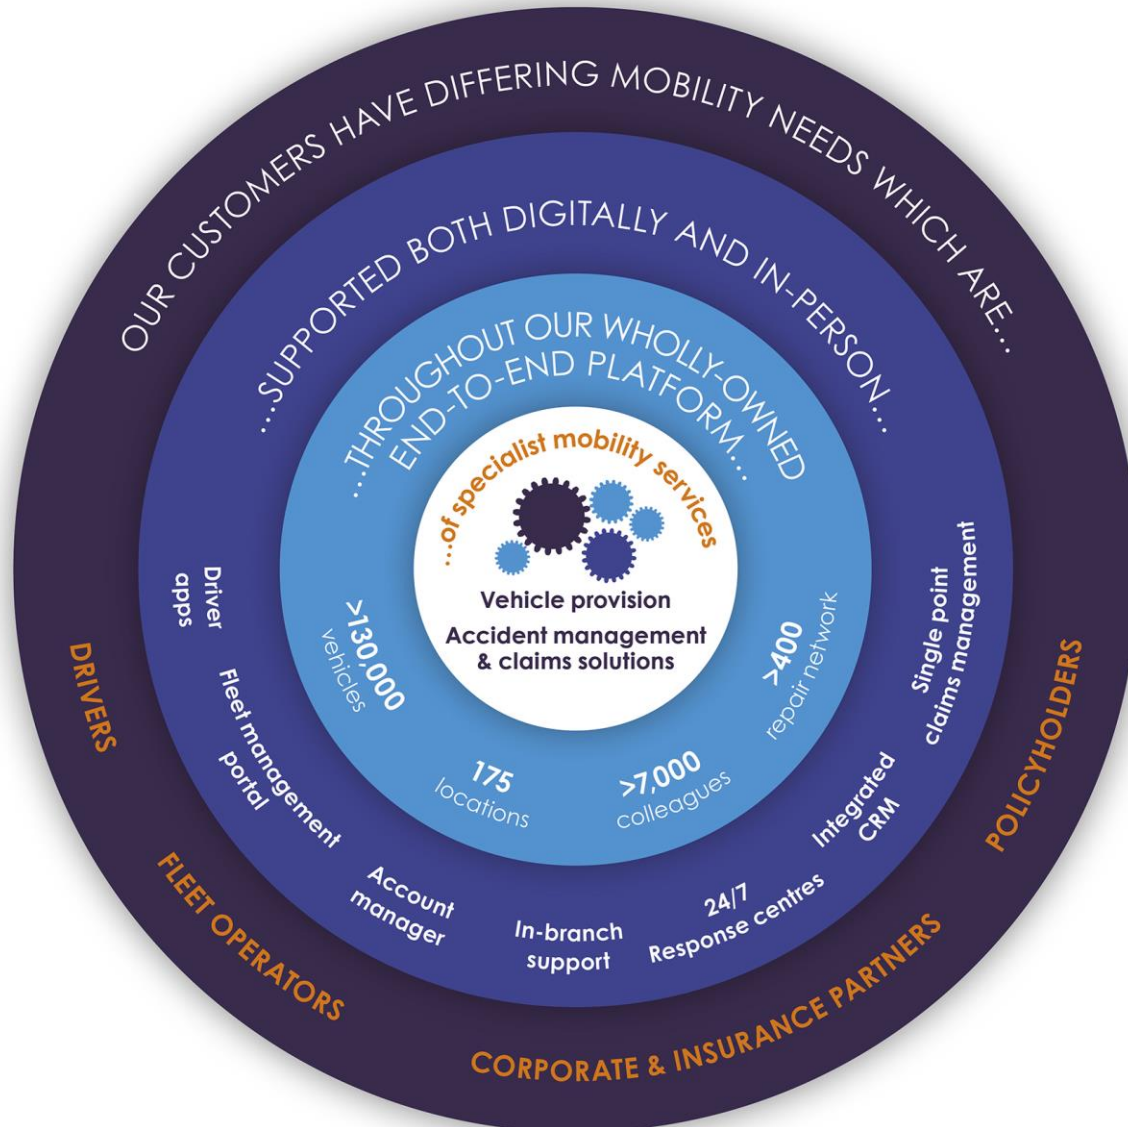 OUR CUSTOMERS HAVE DIFFERING MOBILITY NEEDS WHICH ARE...
DRIVERS
FLEET OPERATORS
CORPORATE & INSURANCE PARTNERS
POLICYHOLDERS
...SUPPORTED BOTH DIGITALLY AND IN-PERSON...
Driver
apps
Fleet management
portal
Account
manager
In-branch
support
24/7
Response centres
Integrated
CRM
Single point
claims management
...THROUGHOUT OUR WHOLLY-OWNED
END-TO-END PLATFORM...
>130,000
vehicles
175
locations
>7,000
colleagues
>400
repair network
...of specialist mobility services
Vehicle provision
Accident management
& claims solutions